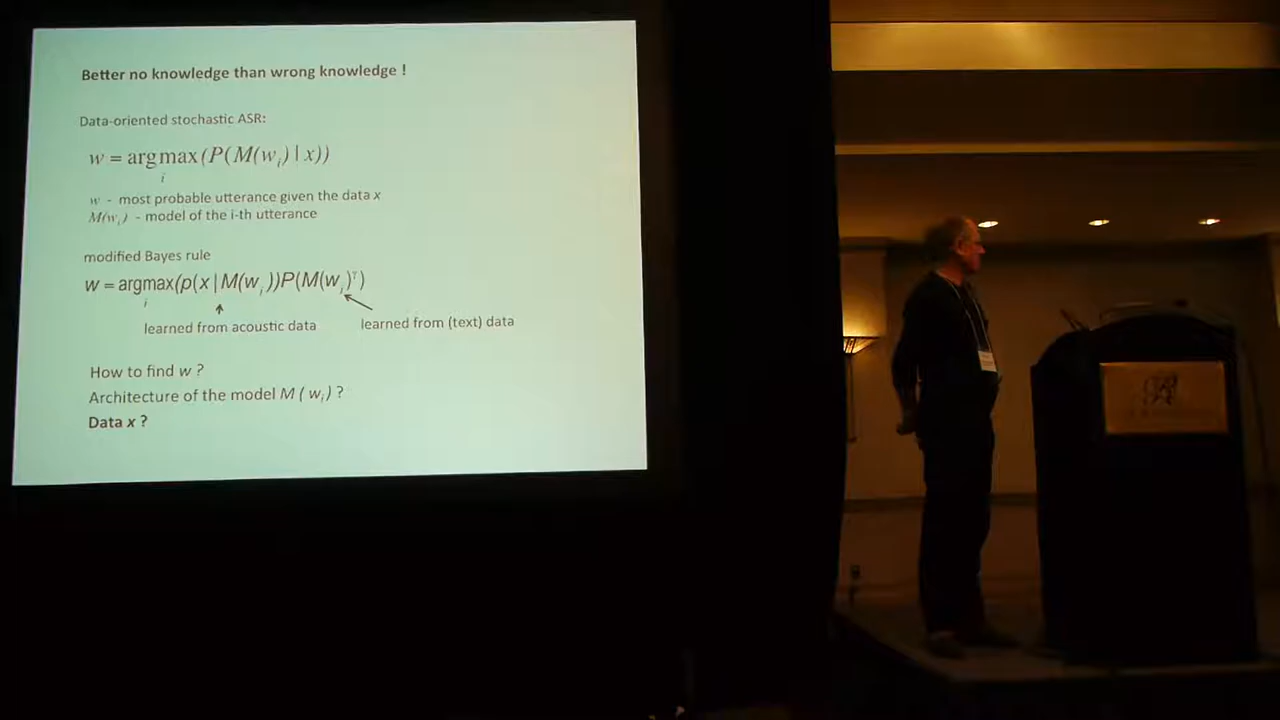 Better no knowledge than wrong knowledge !
Data-oriented stochastic ASR:
w = arg max (P(M(wᵢ) | x))
i
w - most probable utterance given the data x
M(wᵢ) - model of the i-th utterance
modified Bayes rule
w = argmax(p(x | M(wᵢ))P(M(wᵢ)ᵞ)
i
learned from acoustic data learned from (text) data
How to find w ?
Architecture of the model M ( wᵢ) ?
Data x ?